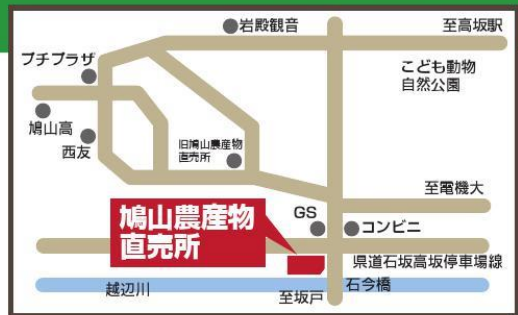 岩殿観音
至高坂駅
プチプラザ
こども動物
自然公園
鳩山高
西友
旧鳩山農産物
直売所
至電機大
鳩山農産物
直売所
GS
コンビニ
県道石坂高坂停車場線
越辺川
石今橋
至坂戸